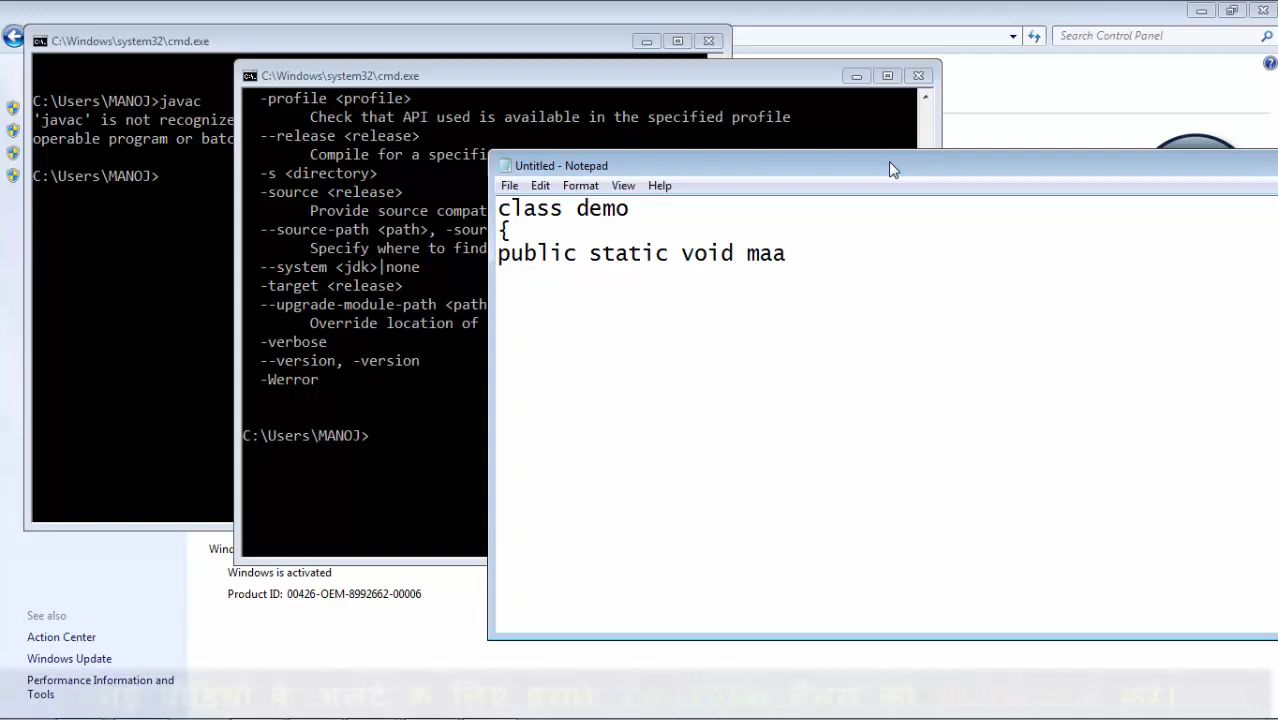 C:\Windows\system32\cmd.exe
Search Control Panel
C:\Users\MANOJ>javac
'javac' is not recognize
operable program or batc
C:\Users\MANOJ>
C:\Windows\system32\cmd.exe
-profile <profile>
Check that API used is available in the specified profile
--release <release>
Compile for a specifi
-s <directory>
-source <release>
Provide source compat
--source-path <path>, -sour
Specify where to find
--system <jdk>|none
-target <release>
--upgrade-module-path <path
Override location of
-verbose
--version, -version
-Werror
C:\Users\MANOJ>
Untitled - Notepad
File Edit Format View Help
class demo
{
public static void maa
Wind
Windows is activated
Product ID: 00426-OEM-8992662-00006
See also
Action Center
Windows Update
Performance Information and
Tools